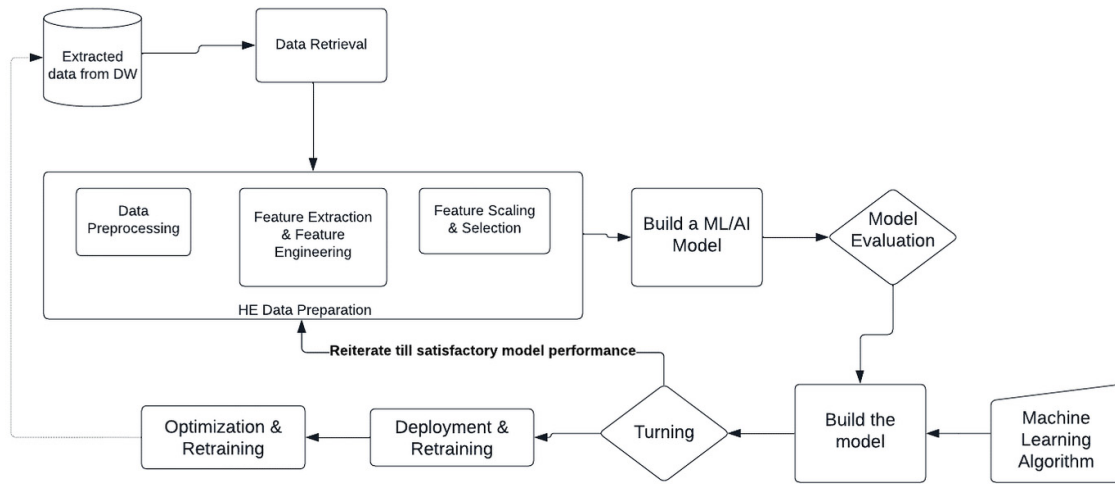 Extracted
data from DW
Data Retrieval
Data
Preprocessing
Feature Extraction
& Feature
Engineering
Feature Scaling
& Selection
HE Data Preparation
Build a ML/AI
Model
Model
Evaluation
Reiterate till satisfactory model performance
Optimization &
Retraining
Deployment &
Retraining
Turning
Build the
model
Machine
Learning
Algorithm